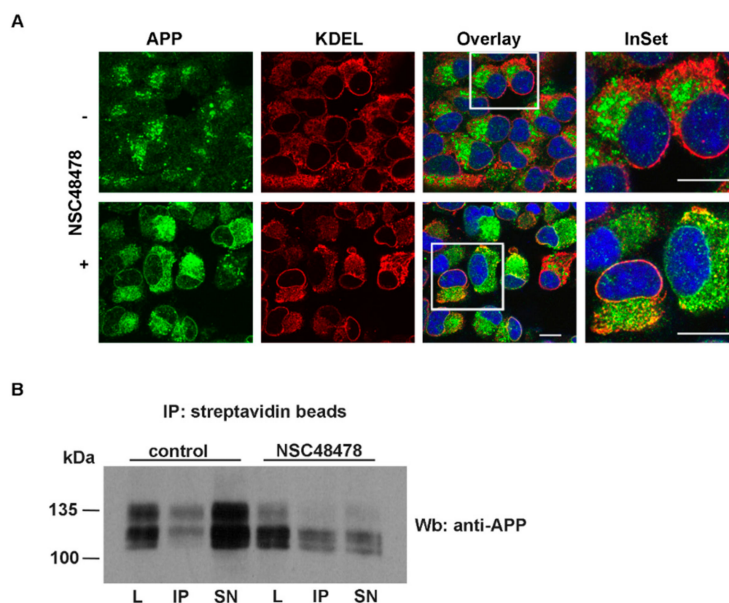 A
APP KDEL Overlay InSet
NSC48478
-
+
B
IP: streptavidin beads
control NSC48478
kDa
135
100
Wb: anti-APP
L IP SN L IP SN